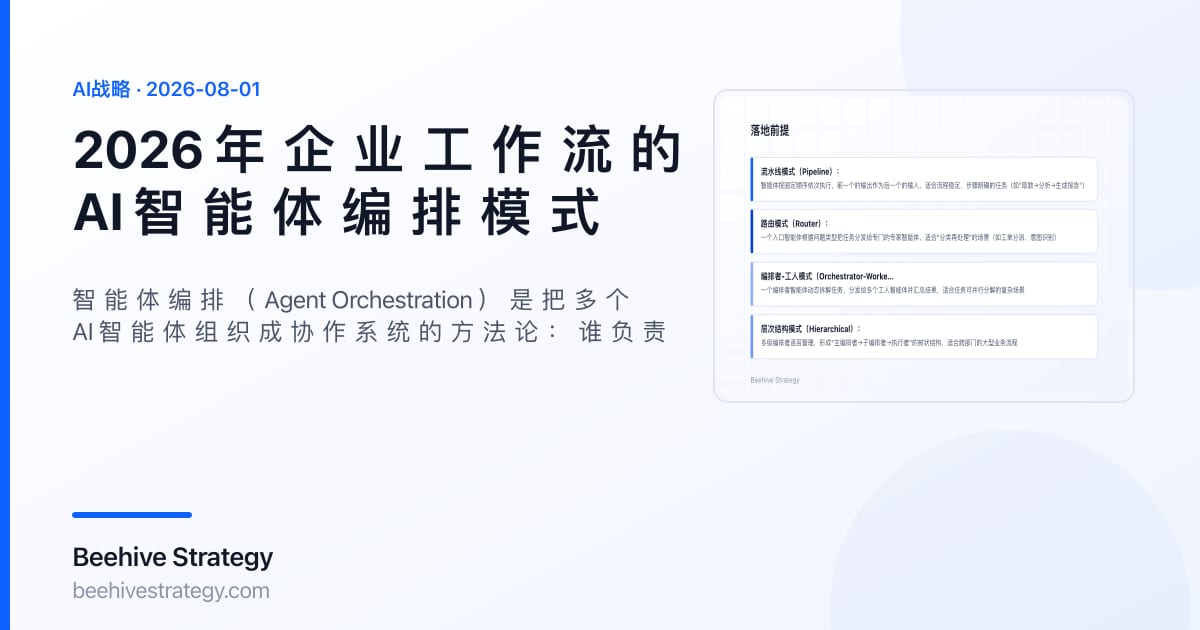 AI战略 · 2026-08-01
2026年企业工作流的
AI智能体编排模式
智能体编排（Agent Orchestration）是把多个
AI智能体组织成协作系统的方法论：谁负责
落地前提
流水线模式（Pipeline）：
智能体按固定顺序依次执行，前一个的输出作为后一个的输入，适合流程稳定、步骤明确的任务（如"取数→分析→生成报告"）
路由模式（Router）：
一个入口智能体根据问题类型把任务分发给专门的专家智能体，适合"分类再处理"的场景（如工单分派、意图识别）
编排者-工人模式（Orchestrator-Worke...
一个编排者智能体动态拆解任务，分发给多个工人智能体并汇总结果，适合任务可并行分解的复杂场景
层次结构模式（Hierarchical）：
多级编排者逐层管理，形成"主编排者→子编排者→执行者"的树状结构，适合跨部门的大型业务流程
Beehive Strategy
Beehive Strategy
beehivestrategy.com